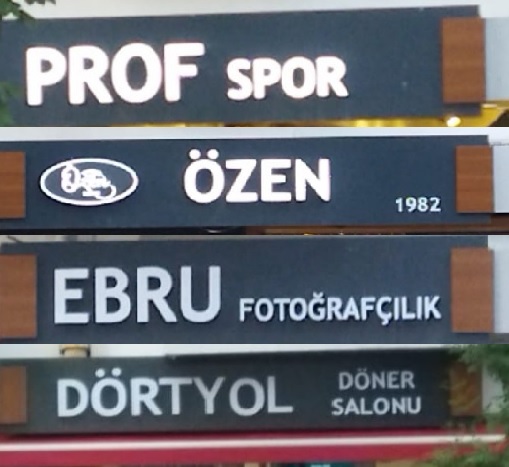 PROF SPOR
ÖZEN
1982
EBRU FOTOĞRAFÇILIK
DÖRTYOL DÖNER SALONU